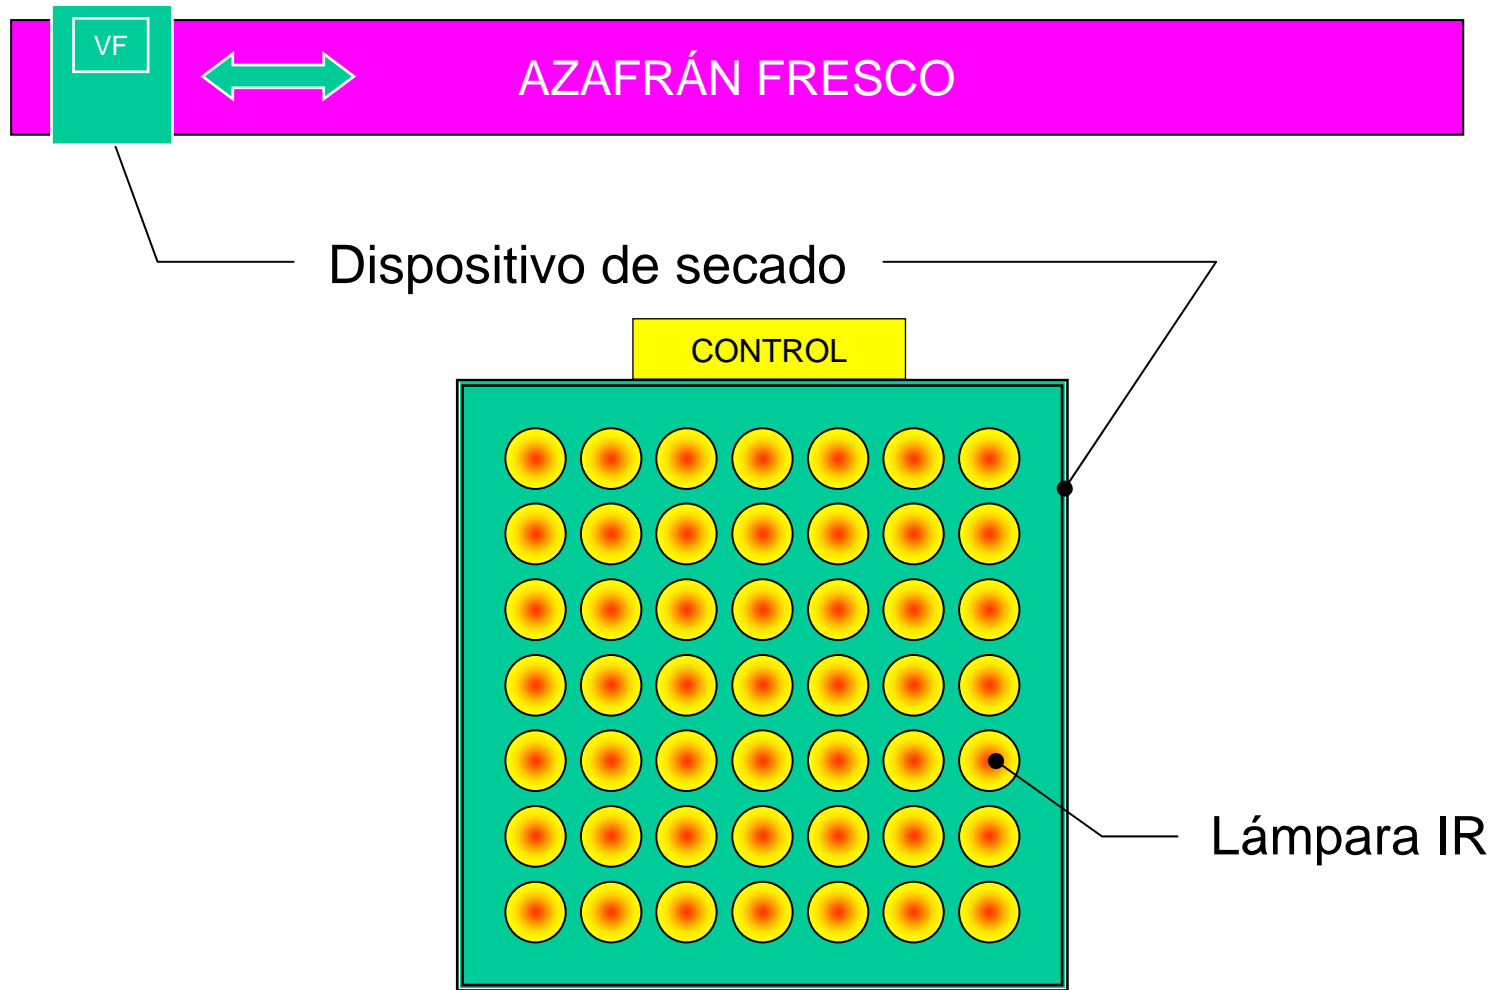 VF
AZAFRÁN FRESCO
Dispositivo de secado
CONTROL
Lámpara IR